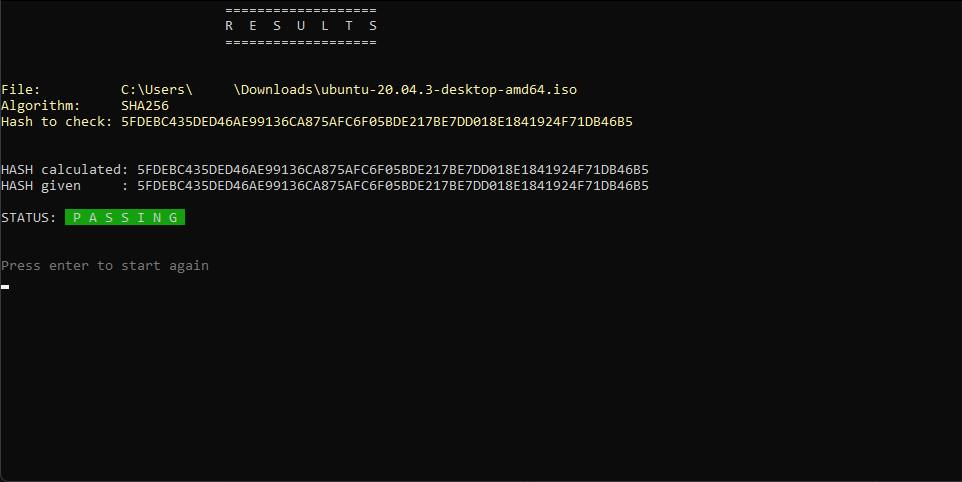 ===================
R E S U L T S
===================
File: C:\Users\ \Downloads\ubuntu-20.04.3-desktop-amd64.iso
Algorithm: SHA256
Hash to check: 5FDEBC435DED46AE99136CA875AFC6F05BDE217BE7DD018E1841924F71DB46B5
HASH calculated: 5FDEBC435DED46AE99136CA875AFC6F05BDE217BE7DD018E1841924F71DB46B5
HASH given : 5FDEBC435DED46AE99136CA875AFC6F05BDE217BE7DD018E1841924F71DB46B5
STATUS: P A S S I N G
Press enter to start again